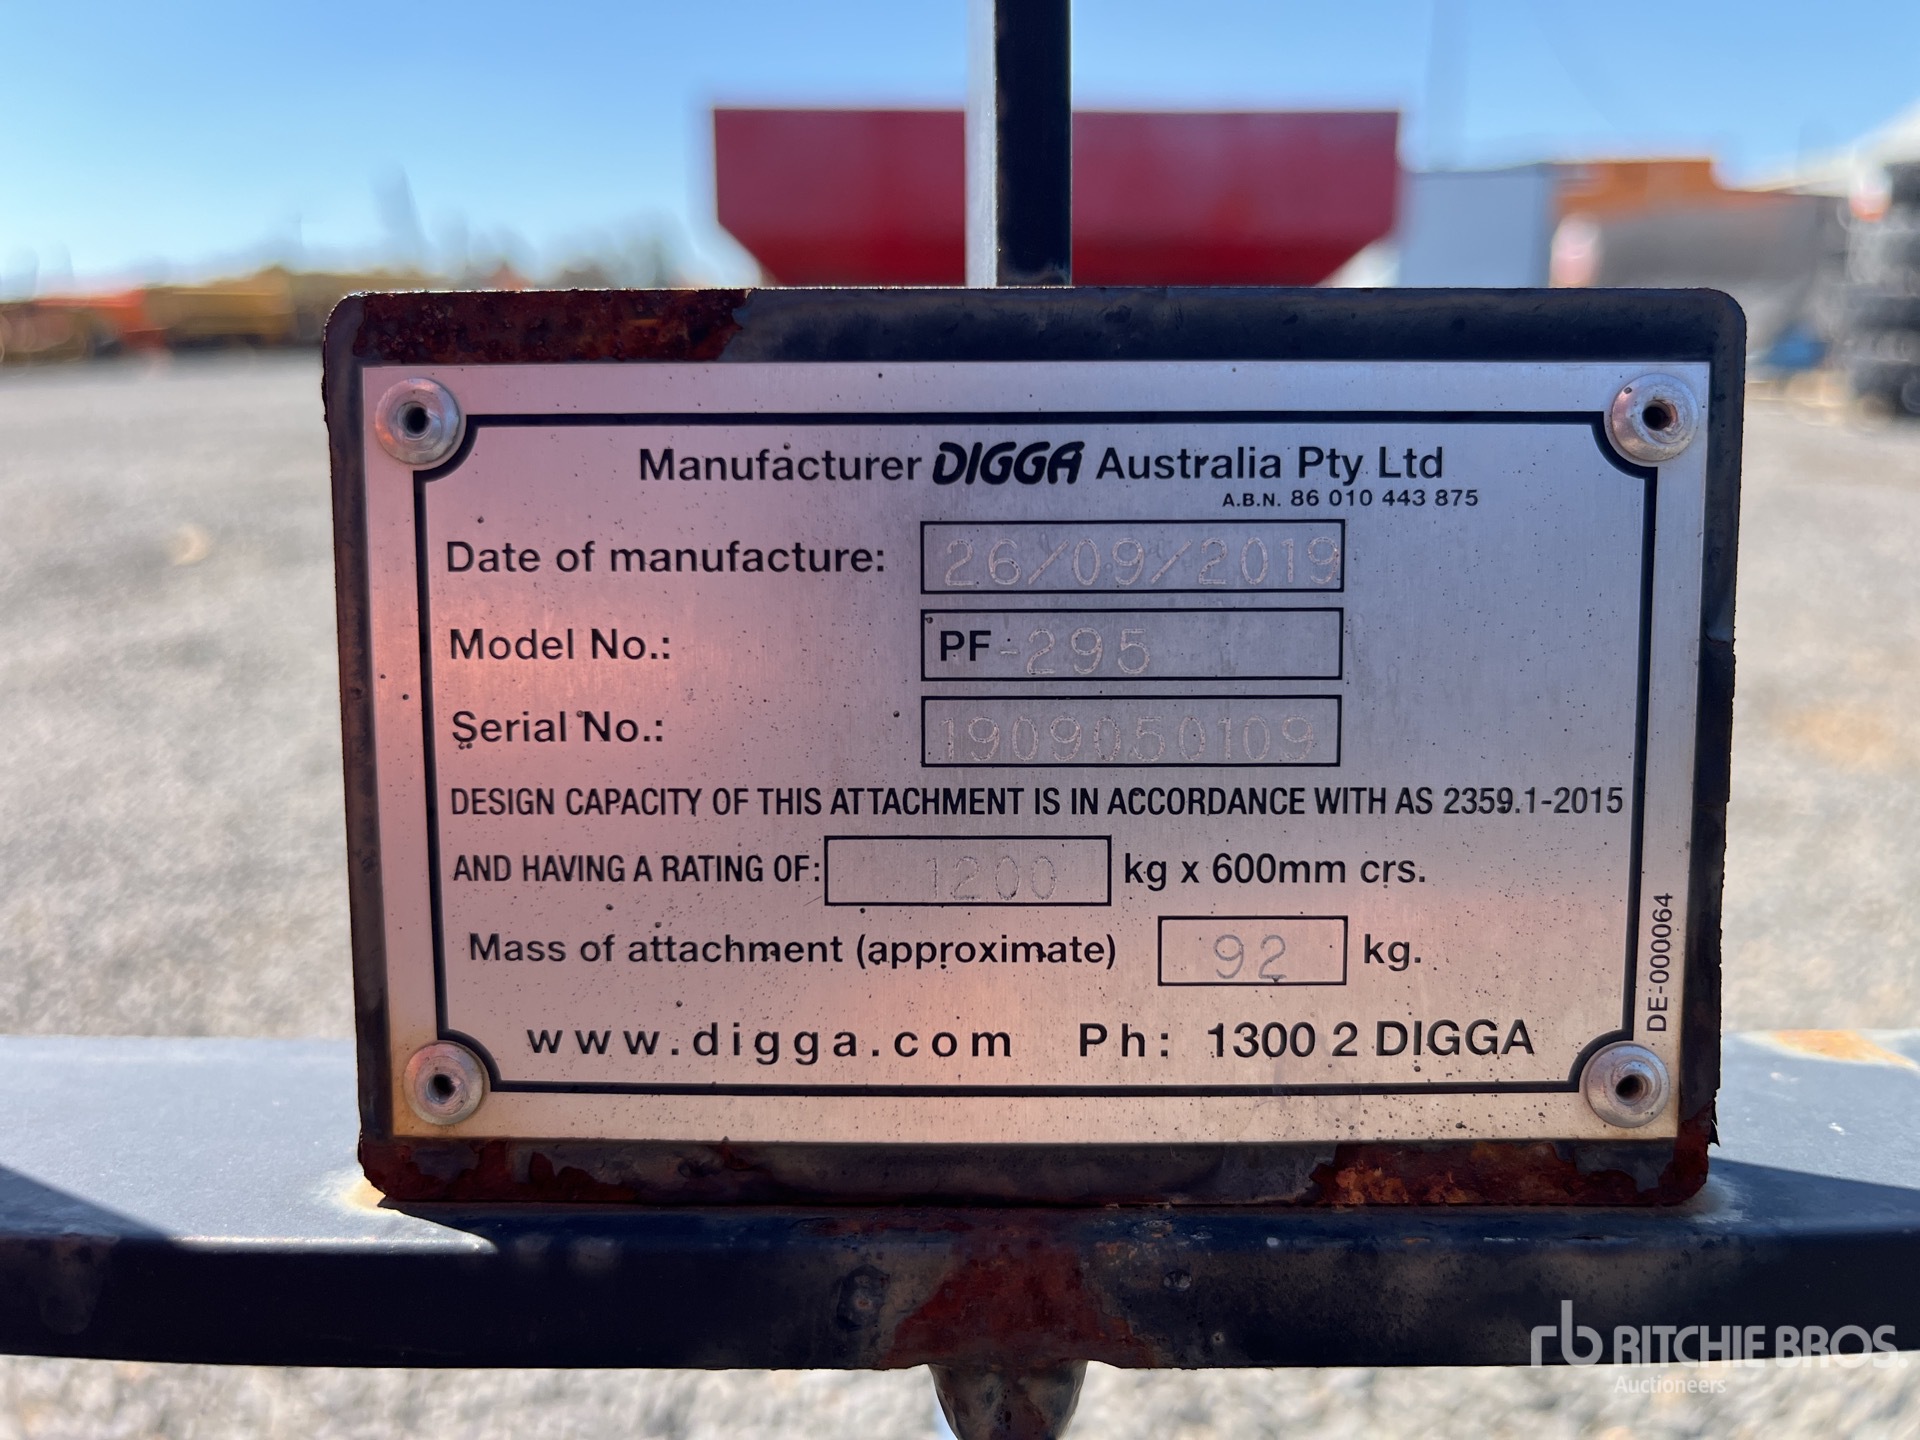 Manufacturer DIGGA Australia Pty Ltd
A.B.N. 86 010 443 875
Date of manufacture: 26/09/2019
Model No.: PF-295
Serial No.: 1909050109
DESIGN CAPACITY OF THIS ATTACHMENT IS IN ACCORDANCE WITH AS 2359.1-2015
AND HAVING A RATING OF: 1200 kg x 600mm crs.
Mass of attachment (approximate) 92 kg.
www.digga.com Ph: 1300 2 DIGGA
DE-000064
rb RITCHIE BROS.
Auctioneers